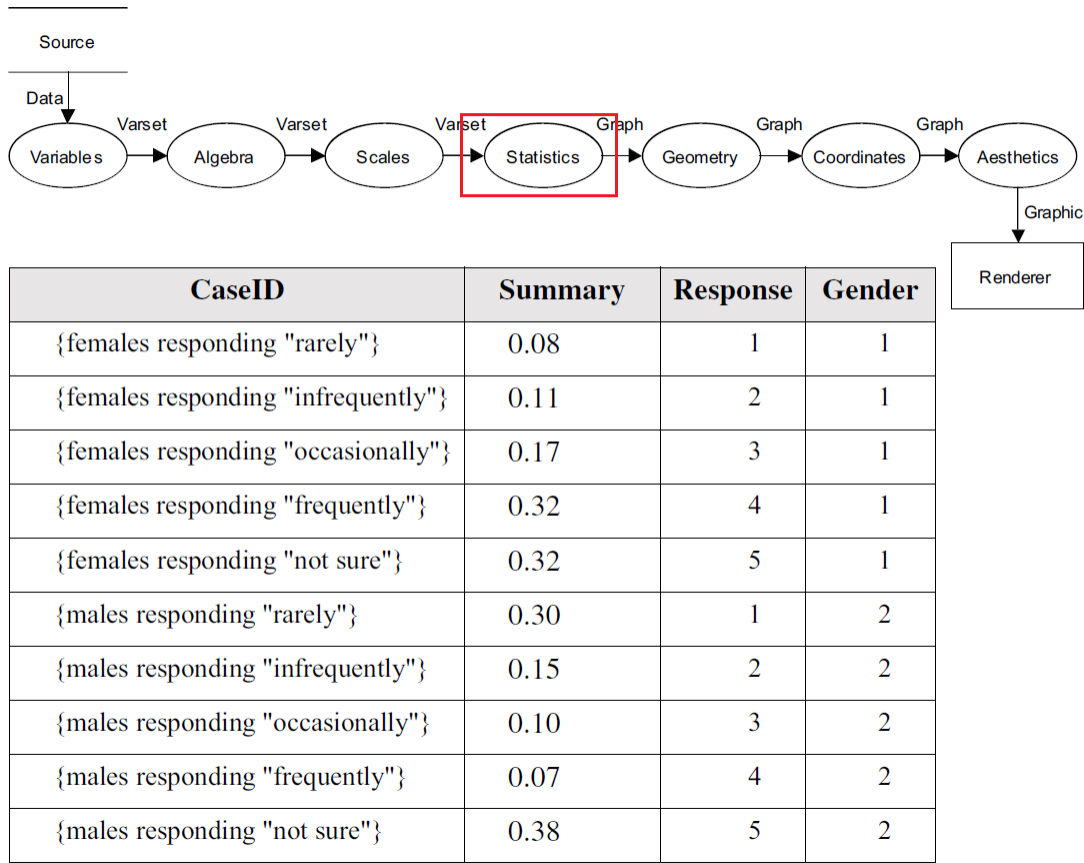 Source
Data
Varset Varset Varset Graph Graph Graph
Variables Algebra Scales Statistics Geometry Coordinates Aesthetics
Graphic
Renderer
CaseID Summary Response Gender
{females responding "rarely"} 0.08 1 1
{females responding "infrequently"} 0.11 2 1
{females responding "occasionally"} 0.17 3 1
{females responding "frequently"} 0.32 4 1
{females responding "not sure"} 0.32 5 1
{males responding "rarely"} 0.30 1 2
{males responding "infrequently"} 0.15 2 2
{males responding "occasionally"} 0.10 3 2
{males responding "frequently"} 0.07 4 2
{males responding "not sure"} 0.38 5 2